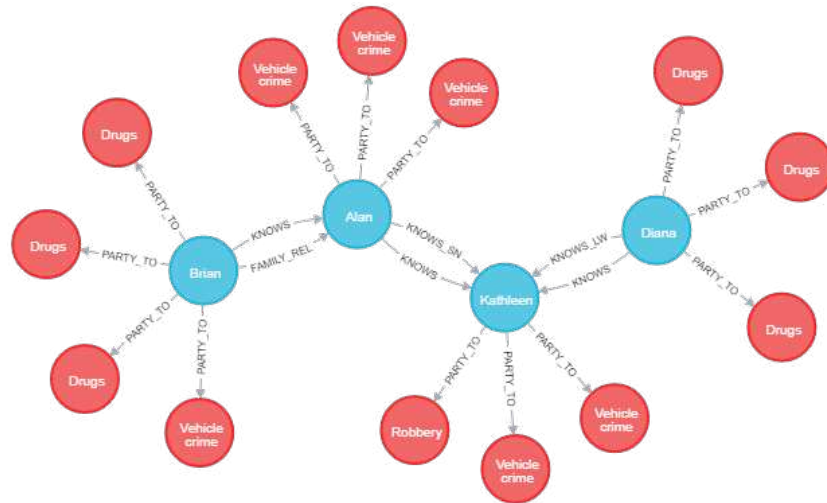 Vehicle
crime
Vehicle
crime
Vehicle
crime
Drugs
Drugs
Drugs
Vehicle
crime
Drugs
Drugs
Drugs
Robbery
Vehicle
crime
Vehicle
crime
Brian
Alan
Kathleen
Diana
PARTY_TO
PARTY_TO
PARTY_TO
PARTY_TO
PARTY_TO
PARTY_TO
PARTY_TO
KNOWS
FAMILY_REL
KNOWS_SN
KNOWS
KNOWS_LW
KNOWS
PARTY_TO
PARTY_TO
PARTY_TO
PARTY_TO
PARTY_TO
PARTY_TO